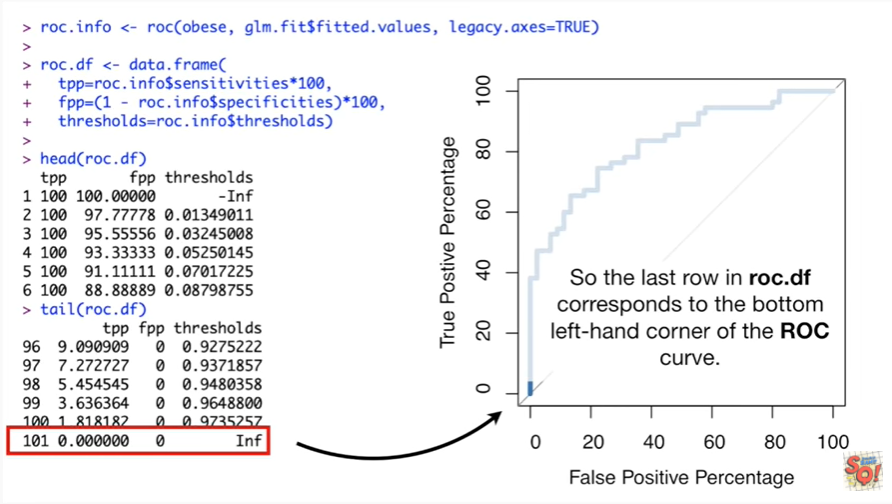 > roc.info <- roc(obese, glm.fit$fitted.values, legacy.axes=TRUE)
>
> roc.df <- data.frame(
+ tpp=roc.info$sensitivities*100,
+ fpp=(1 - roc.info$specificities)*100,
+ thresholds=roc.info$thresholds)
>
> head(roc.df)
tpp fpp thresholds
1 100 100.00000 -Inf
2 100 97.77778 0.01349011
3 100 95.55556 0.03245008
4 100 93.33333 0.05250145
5 100 91.11111 0.07017225
6 100 88.88889 0.08798755
> tail(roc.df)
tpp fpp thresholds
96 9.090909 0 0.9275222
97 7.272727 0 0.9371857
98 5.454545 0 0.9480358
99 3.636364 0 0.9648800
100 1.818182 0 0.9735257
101 0.000000 0 Inf
True Postive Percentage
100
80
60
40
20
0
So the last row in roc.df
corresponds to the bottom
left-hand corner of the ROC
curve.
0 20 40 60 80 100
False Positive Percentage
SQ!